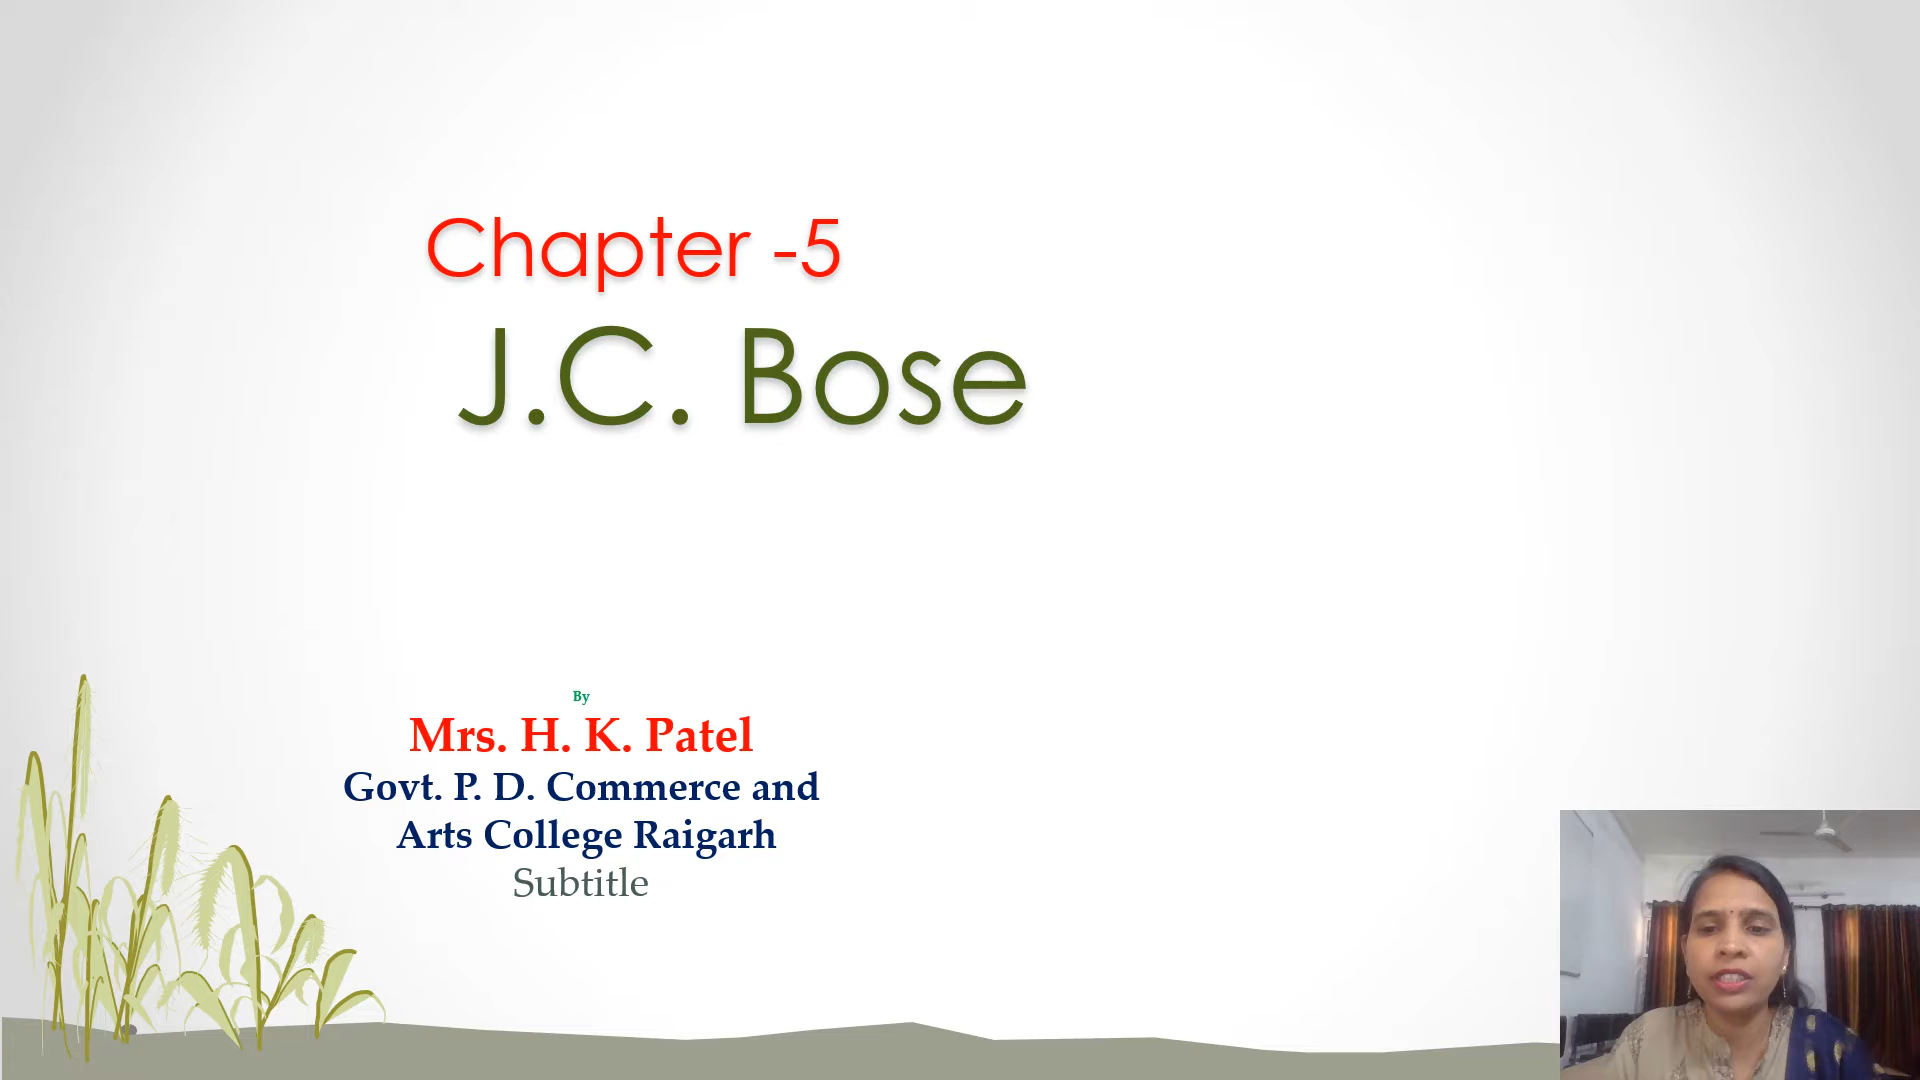 Chapter -5
J.C. Bose
By
Mrs. H. K. Patel
Govt. P. D. Commerce and
Arts College Raigarh
Subtitle